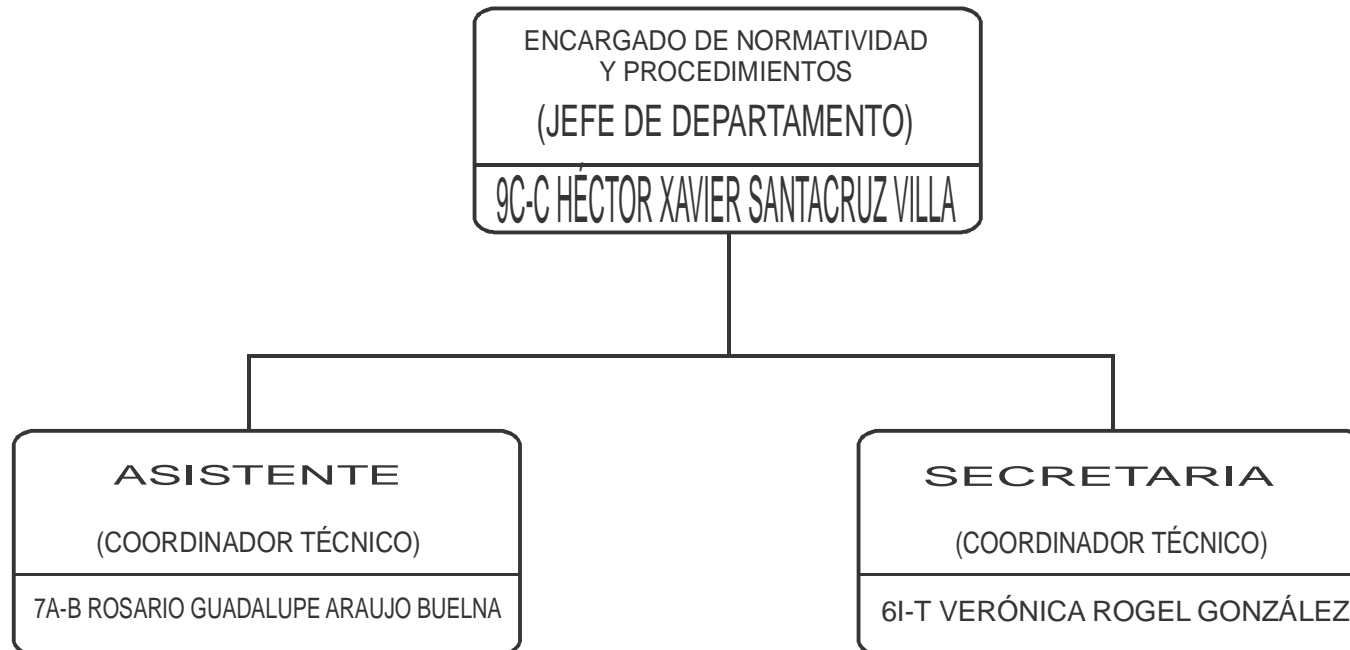 ENCARGADO DE NORMATIVIDAD
Y PROCEDIMIENTOS
(JEFE DE DEPARTAMENTO)
9C-C HÉCTOR XAVIER SANTACRUZ VILLA
ASISTENTE
(COORDINADOR TÉCNICO)
7A-B ROSARIO GUADALUPE ARAUJO BUELNA
SECRETARIA
(COORDINADOR TÉCNICO)
6I-T VERÓNICA ROGEL GONZÁLEZ